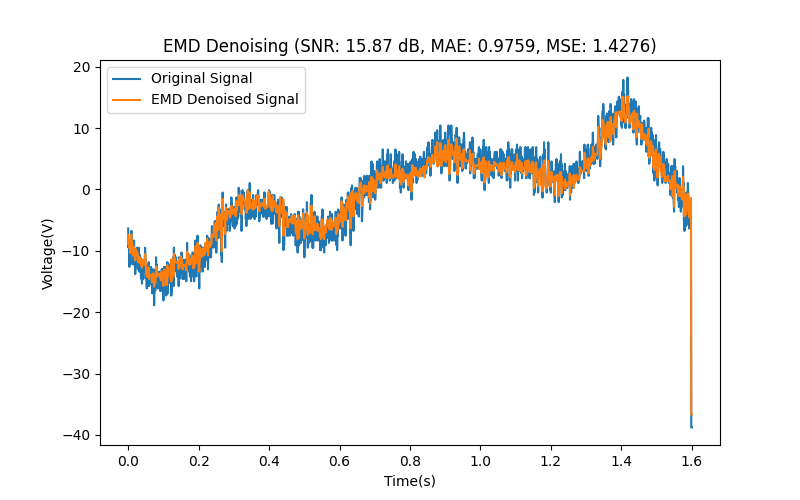 EMD Denoising (SNR: 15.87 dB, MAE: 0.9759, MSE: 1.4276)
Original Signal
EMD Denoised Signal
20
10
0
−10
−20
−30
−40
Voltage(V)
0.0 0.2 0.4 0.6 0.8 1.0 1.2 1.4 1.6
Time(s)